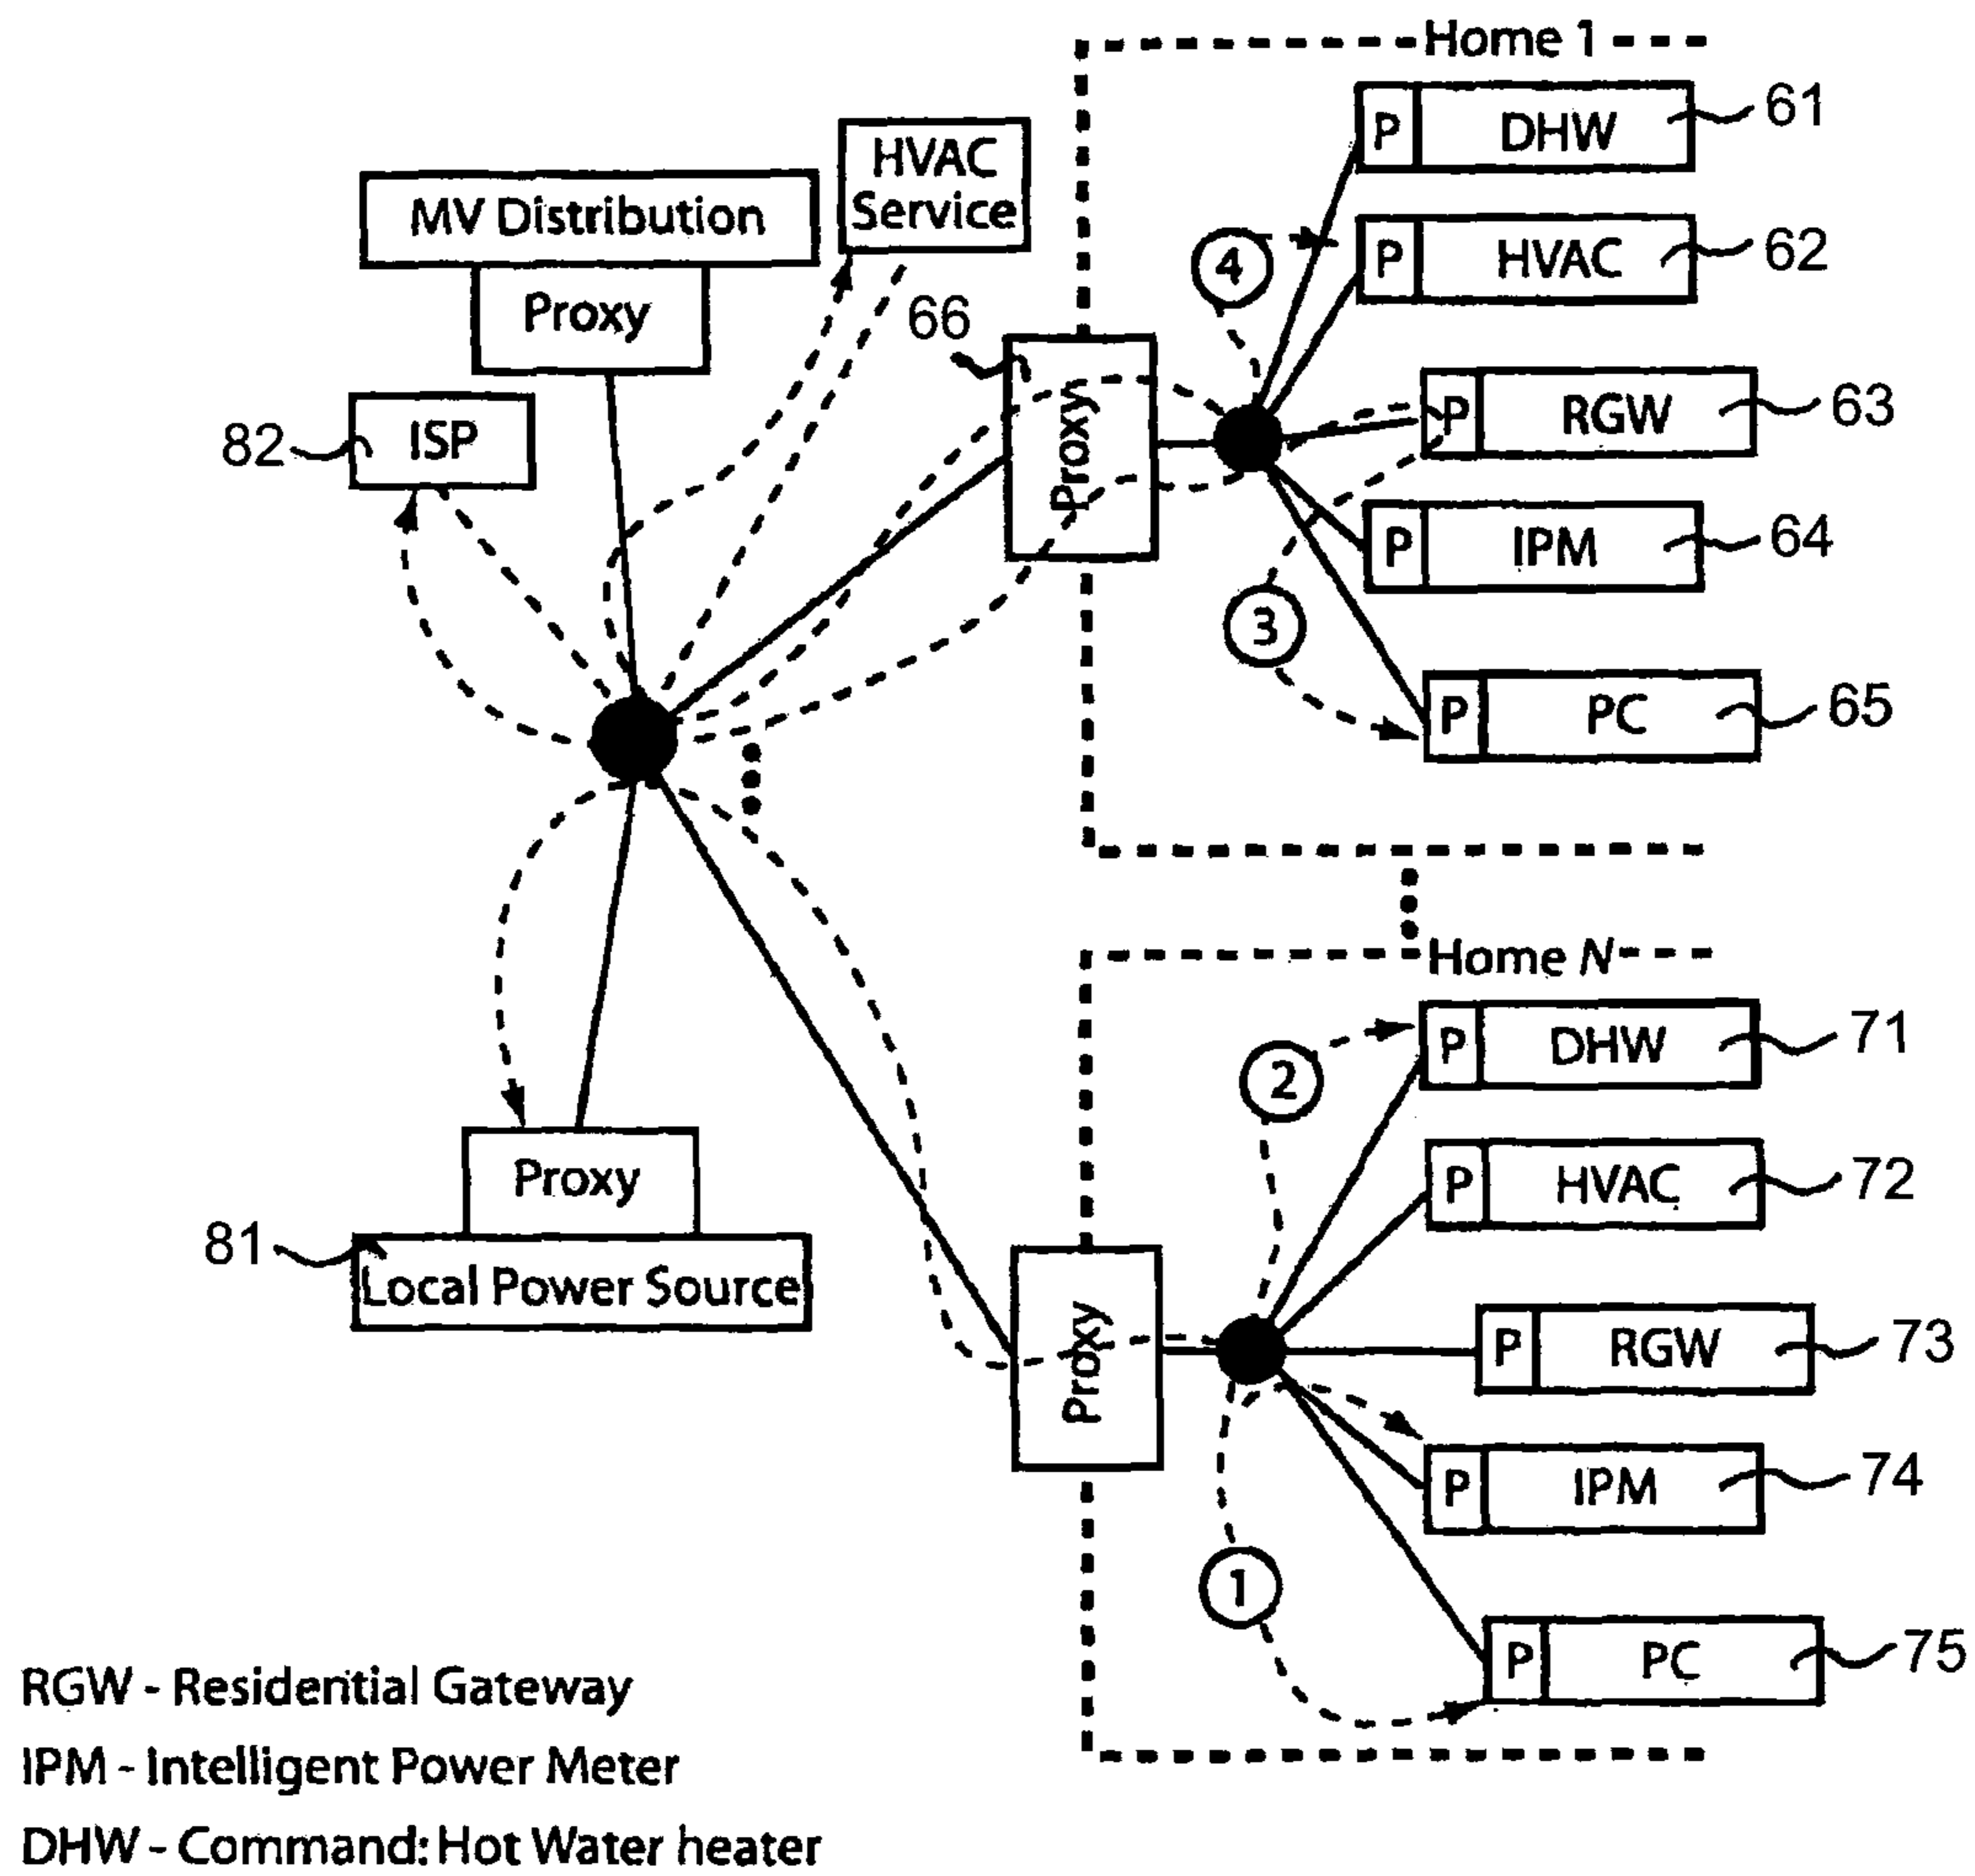 Home 1
P DHW 61
HVAC
Service
MV Distribution
P HVAC 62
4
66
Proxy
P RGW 63
82 ISP
Proxy
P IPM 64
3
P PC 65
Home N
P DHW 71
2
Proxy
P HVAC 72
81
Local Power Source
P RGW 73
Proxy
P IPM 74
1
P PC 75
RGW - Residential Gateway
IPM - Intelligent Power Meter
DHW - Command: Hot Water heater